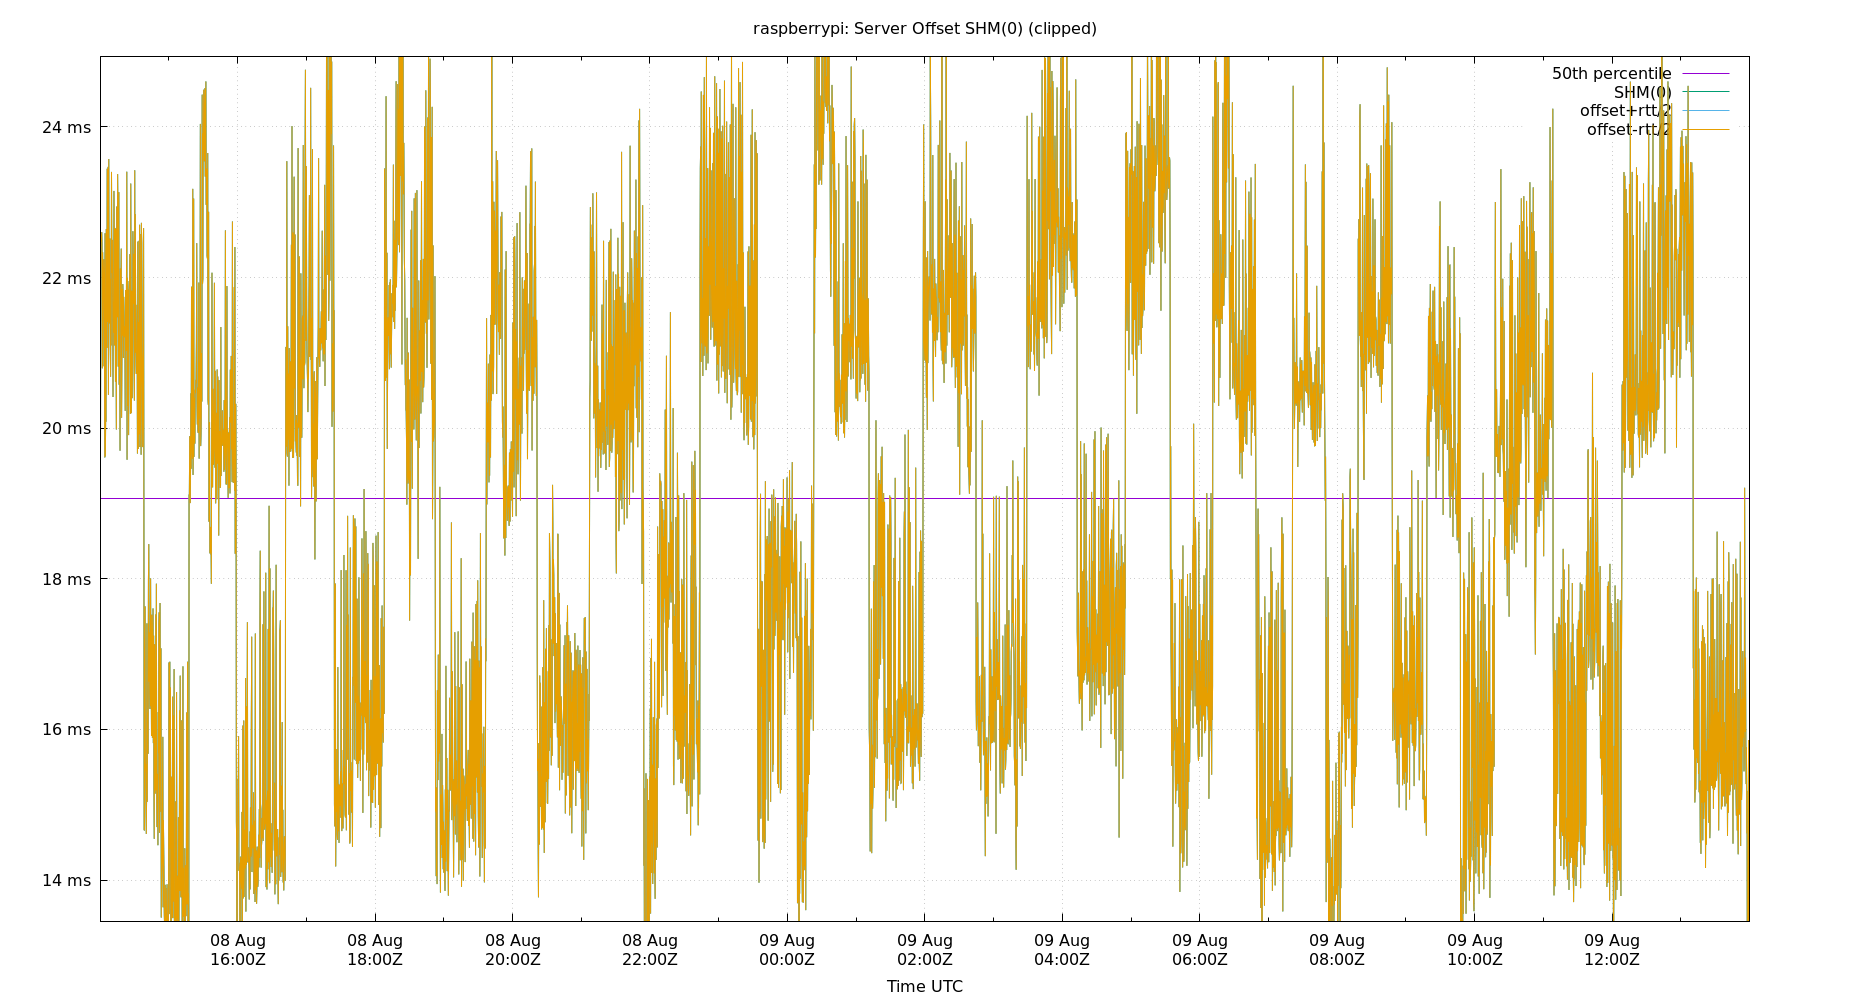 raspberrypi: Server Offset SHM(0) (clipped)
50th percentile
SHM(0)
offset+rtt/2
offset-rtt/2
24 ms
22 ms
20 ms
18 ms
16 ms
14 ms
08 Aug 08 Aug 08 Aug 08 Aug 09 Aug 09 Aug 09 Aug 09 Aug 09 Aug 09 Aug 09 Aug
16:00Z 18:00Z 20:00Z 22:00Z 00:00Z 02:00Z 04:00Z 06:00Z 08:00Z 10:00Z 12:00Z
Time UTC